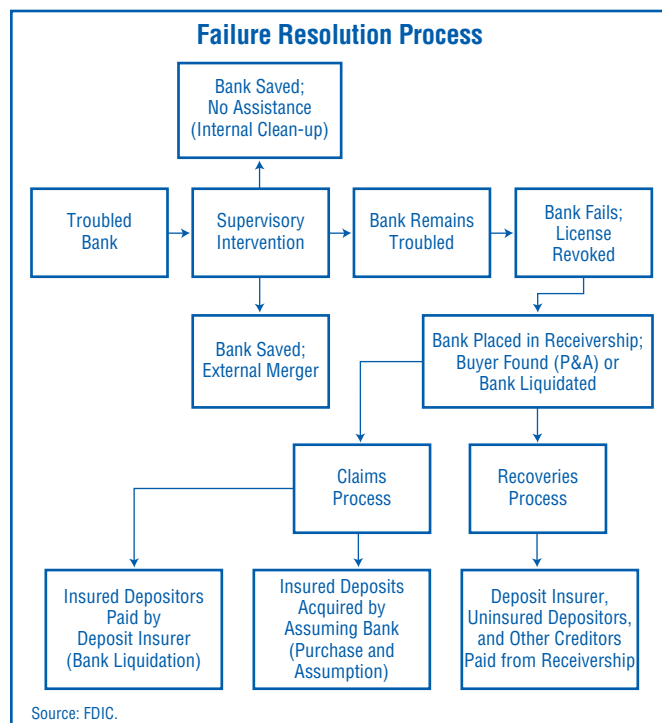 Failure Resolution Process
Bank Saved;
No Assistance
(Internal Clean-up)
Troubled
Bank
Supervisory
Intervention
Bank Remains
Troubled
Bank Fails;
License
Revoked
Bank Saved;
External Merger
Bank Placed in Receivership;
Buyer Found (P&A) or
Bank Liquidated
Claims
Process
Recoveries
Process
Insured Depositors
Paid by
Deposit Insurer
(Bank Liquidation)
Insured Deposits
Acquired by
Assuming Bank
(Purchase and
Assumption)
Deposit Insurer,
Uninsured Depositors,
and Other Creditors
Paid from Receivership
Source: FDIC.